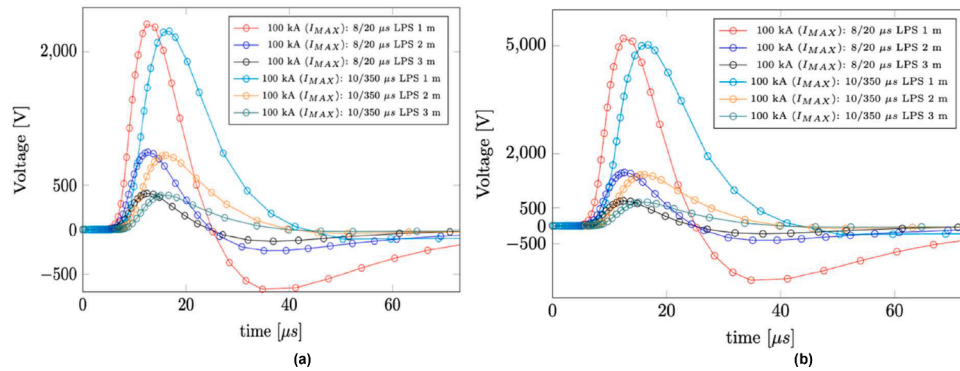 100 kA (I_MAX): 8/20 μs LPS 1 m
100 kA (I_MAX): 8/20 μs LPS 2 m
100 kA (I_MAX): 8/20 μs LPS 3 m
100 kA (I_MAX): 10/350 μs LPS 1 m
100 kA (I_MAX): 10/350 μs LPS 2 m
100 kA (I_MAX): 10/350 μs LPS 3 m
Voltage [V]
2,000
500
0
−500
0 20 40 60
time [μs]
(a)
100 kA (I_MAX): 8/20 μs LPS 1 m
100 kA (I_MAX): 8/20 μs LPS 2 m
100 kA (I_MAX): 8/20 LPS 3 m
100 kA (I_MAX): 10/350 μs LPS 1 m
100 kA (I_MAX): 10/350 μs LPS 2 m
100 kA (I_MAX): 10/350 μs LPS 3 m
Voltage [V]
5,000
2,000
500
0
−500
0 20 40 60
time [μs]
(b)